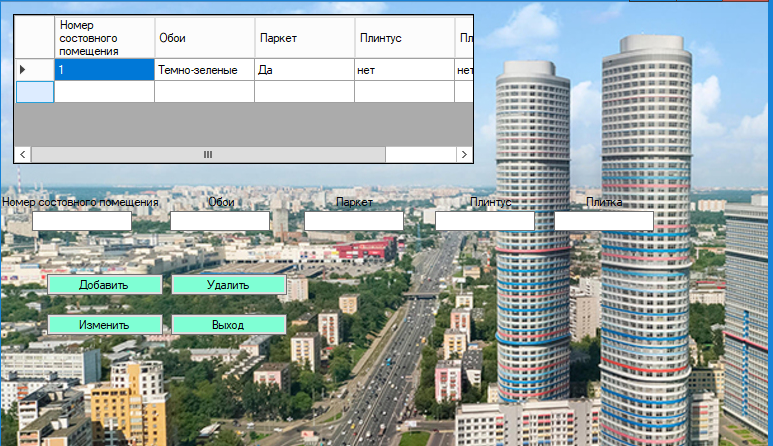 Номер состовного помещения Обои Паркет Плинтус Пл
1 Темно-зеленые Да нет нет
Номер состовного помещения Обои Паркет Плинтус Плитка
Добавить Удалить
Изменить Выход